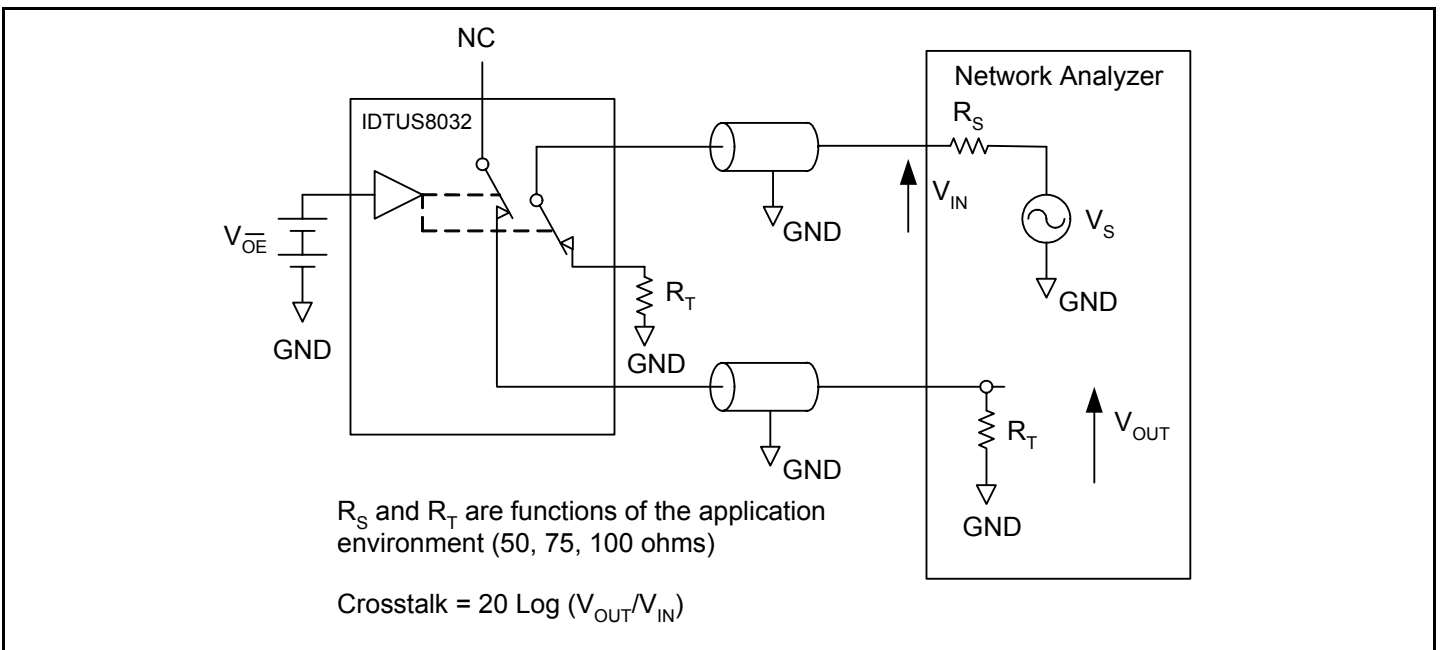 NC
Network Analyzer
IDTUS8032
R_S
V_IN
V_S
V_OE̅
GND
GND
GND
R_T
GND
GND
R_T
V_OUT
GND
R_S and R_T are functions of the application
environment (50, 75, 100 ohms)
Crosstalk = 20 Log (V_OUT/V_IN)